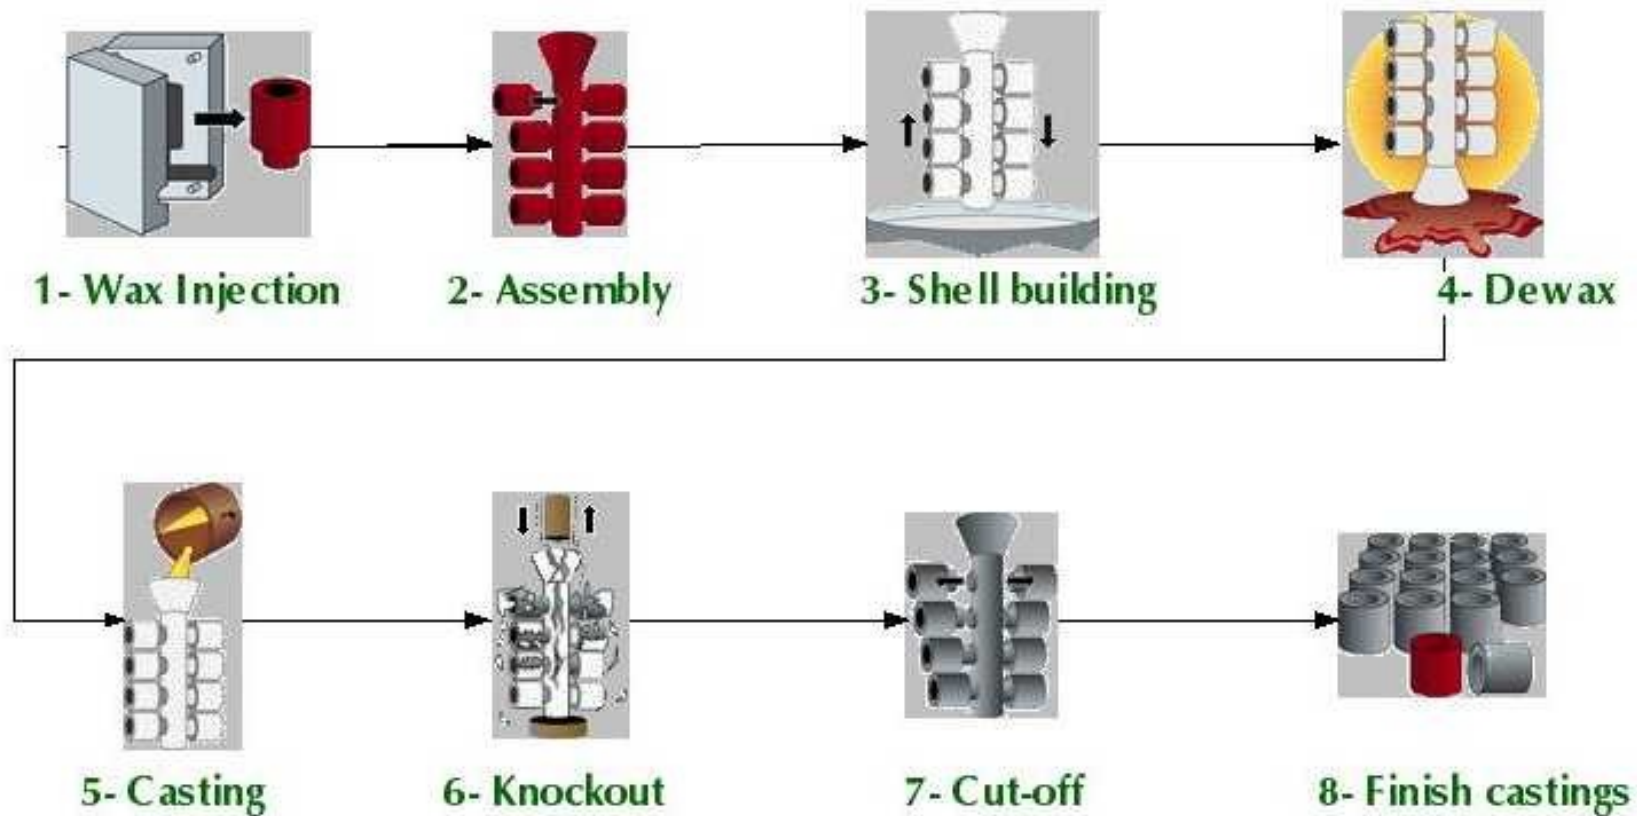 1- Wax Injection
2- Assembly
3- Shell building
4- Dewax
5- Casting
6- Knockout
7- Cut-off
8- Finish castings